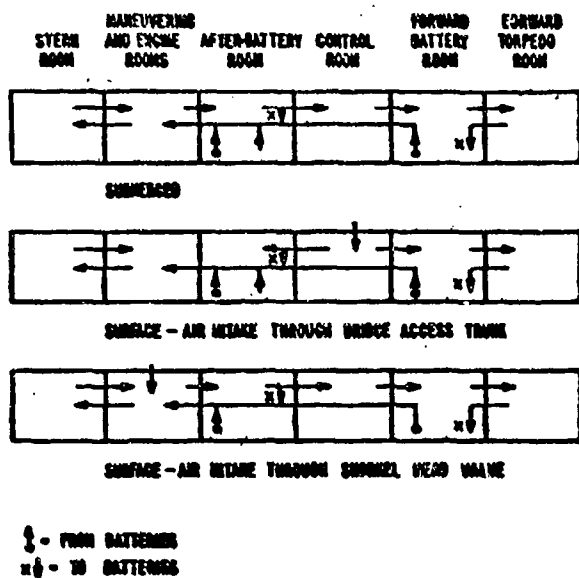 STERN ROOM
MANEUVERING AND ENGINE ROOMS
AFTER-BATTERY ROOM
CONTROL ROOM
FORWARD BATTERY ROOM
FORWARD TORPEDO ROOM
X
X
SUBMERGED
X
X
SURFACE - AIR INTAKE THROUGH BRIDGE ACCESS TRUNK
X
X
SURFACE - AIR INTAKE THROUGH SNORKEL HEAD VALVE
- FROM BATTERIES
X - TO BATTERIES